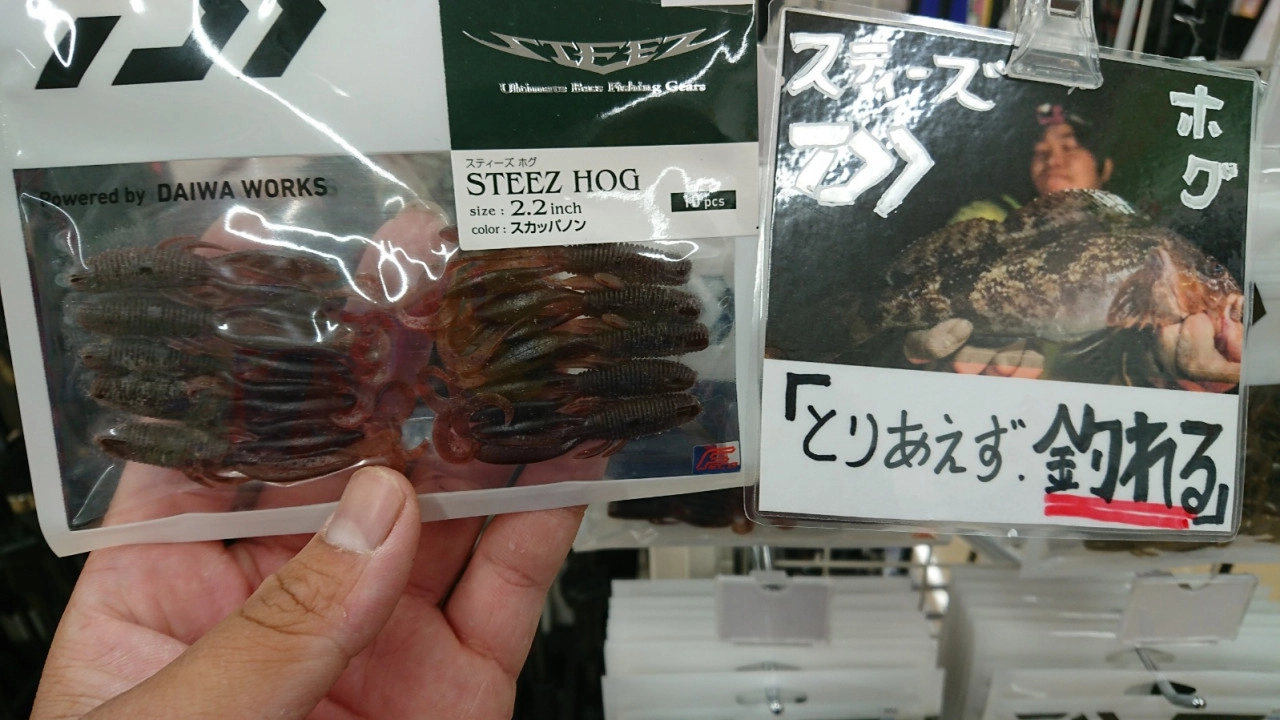 STEEZ
Ultimate Bass Fishing Gears
Powered by DAIWA WORKS
スティーズ ホグ
STEEZ HOG
size : 2.2 inch
10 pcs
color : スカッパノン
スティーズ
ホグ
「とりあえず、釣れる」